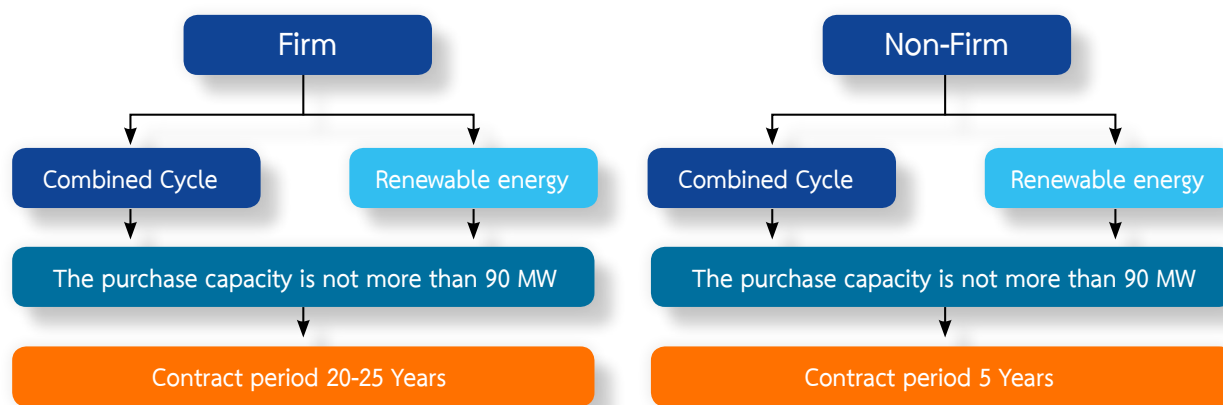 Firm
Non-Firm
Combined Cycle
Renewable energy
Combined Cycle
Renewable energy
The purchase capacity is not more than 90 MW
The purchase capacity is not more than 90 MW
Contract period 20-25 Years
Contract period 5 Years